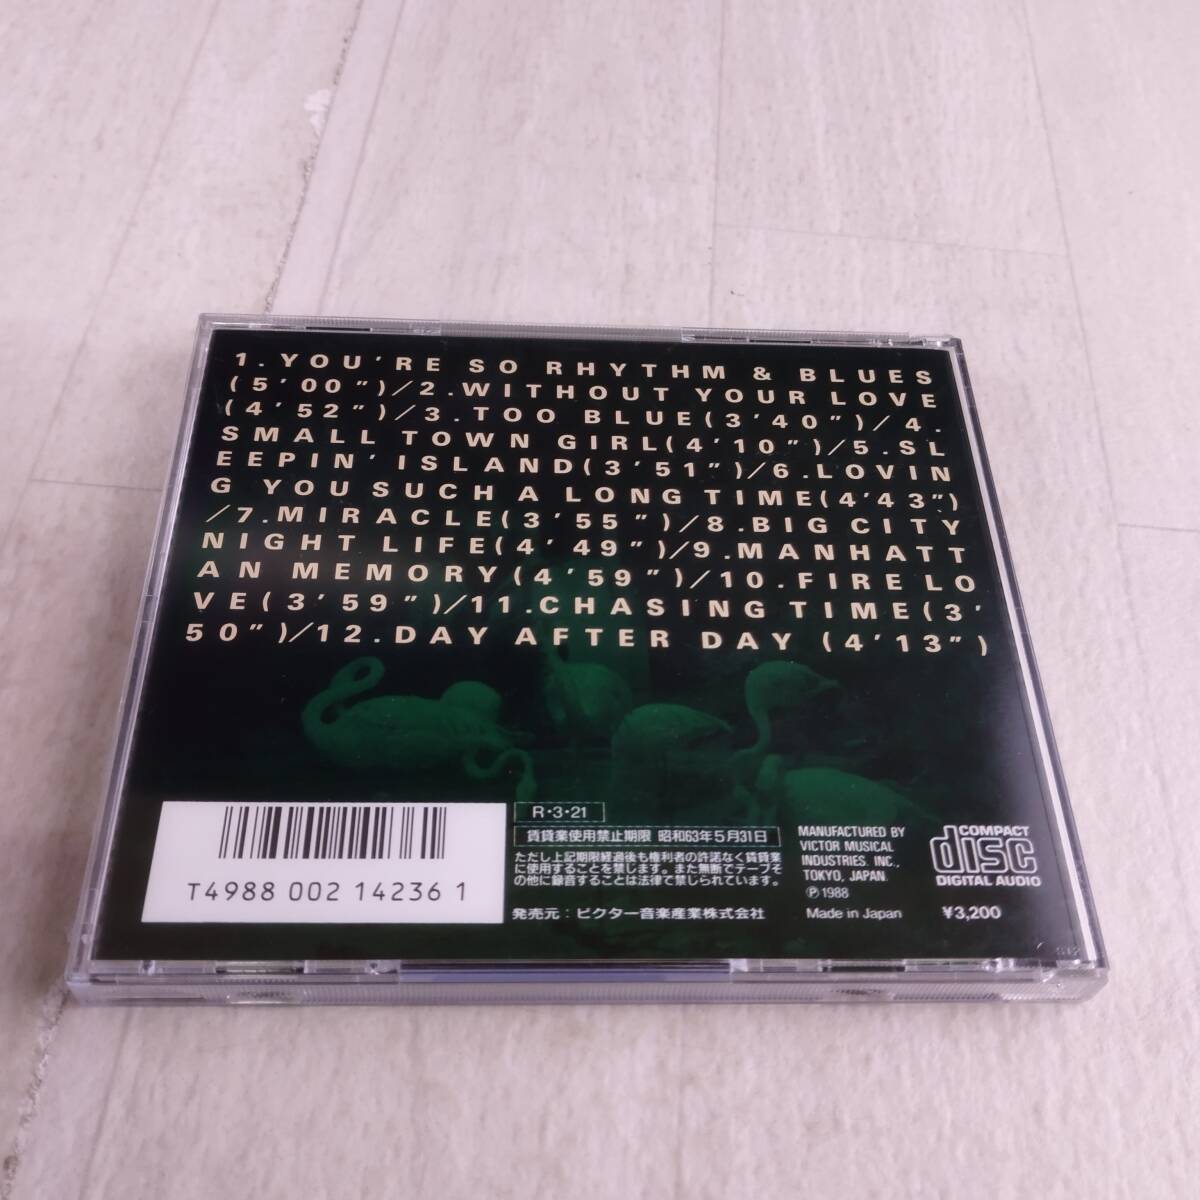 1.YOU'RE SO RHYTHM & BLUES
(5'00")/2.WITHOUT YOUR LOVE
(4'52")/3.TOO BLUE(3'40")/4.
SMALL TOWN GIRL(4'10")/5.SL
EEPIN' ISLAND(3'51")/6.LOVIN
G YOU SUCH A LONG TIME(4'43")
/7.MIRACLE(3'55")/8.BIG CITY
NIGHT LIFE(4'49")/9.MANHATT
AN MEMORY(4'59")/10.FIRE LO
VE(3'59")/11.CHASING TIME(3'
50")/12.DAY AFTER DAY (4'13")
T4988 002 14236 1
R・3・21
賃貸業使用禁止期限 昭和63年5月31日
ただし上記期限経過後も権利者の許諾なく賃貸業
に使用することを禁じます。また無断でテープそ
の他に録音することは法律で禁じられています。
発売元：ビクター音楽産業株式会社
MANUFACTURED BY
VICTOR MUSICAL
INDUSTRIES. INC.,
TOKYO, JAPAN.
Ⓟ1988
Made in Japan
COMPACT
disc
DIGITAL AUDIO
¥3,200